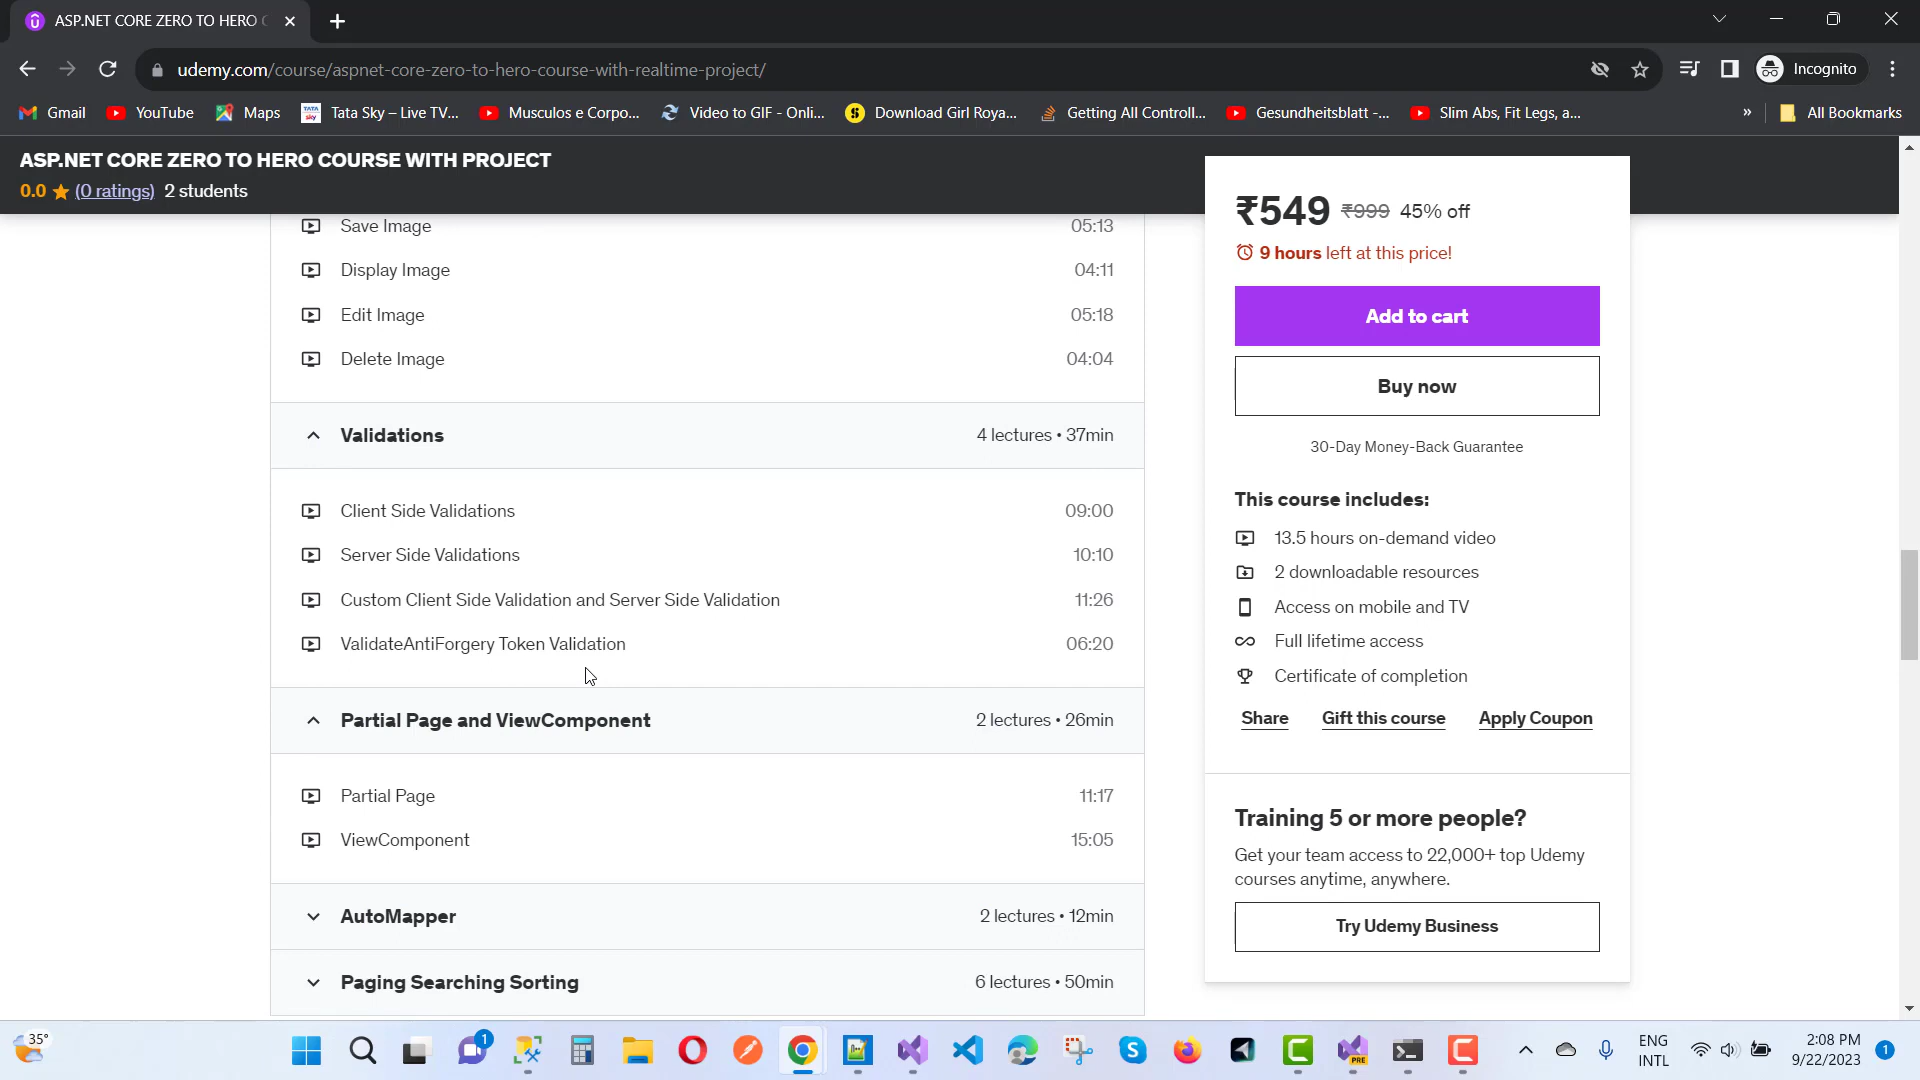 ASP.NET CORE ZERO TO HERO C
udemy.com/course/aspnet-core-zero-to-hero-course-with-realtime-project/
Incognito
Gmail
YouTube
Maps
Tata Sky – Live TV...
Musculos e Corpo...
Video to GIF - Onli...
Download Girl Roya...
Getting All Controll...
Gesundheitsblatt -...
Slim Abs, Fit Legs, a...
»
All Bookmarks
ASP.NET CORE ZERO TO HERO COURSE WITH PROJECT
0.0 (0 ratings) 2 students
Save Image 05:13
Display Image 04:11
Edit Image 05:18
Delete Image 04:04
Validations 4 lectures • 37min
Client Side Validations 09:00
Server Side Validations 10:10
Custom Client Side Validation and Server Side Validation 11:26
ValidateAntiForgery Token Validation 06:20
Partial Page and ViewComponent 2 lectures • 26min
Partial Page 11:17
ViewComponent 15:05
AutoMapper 2 lectures • 12min
Paging Searching Sorting 6 lectures • 50min
₹549 ₹999 45% off
9 hours left at this price!
Add to cart
Buy now
30-Day Money-Back Guarantee
This course includes:
13.5 hours on-demand video
2 downloadable resources
Access on mobile and TV
Full lifetime access
Certificate of completion
Share Gift this course Apply Coupon
Training 5 or more people?
Get your team access to 22,000+ top Udemy
courses anytime, anywhere.
Try Udemy Business
35°
1
PRE
ENG
INTL
2:08 PM
9/22/2023
1